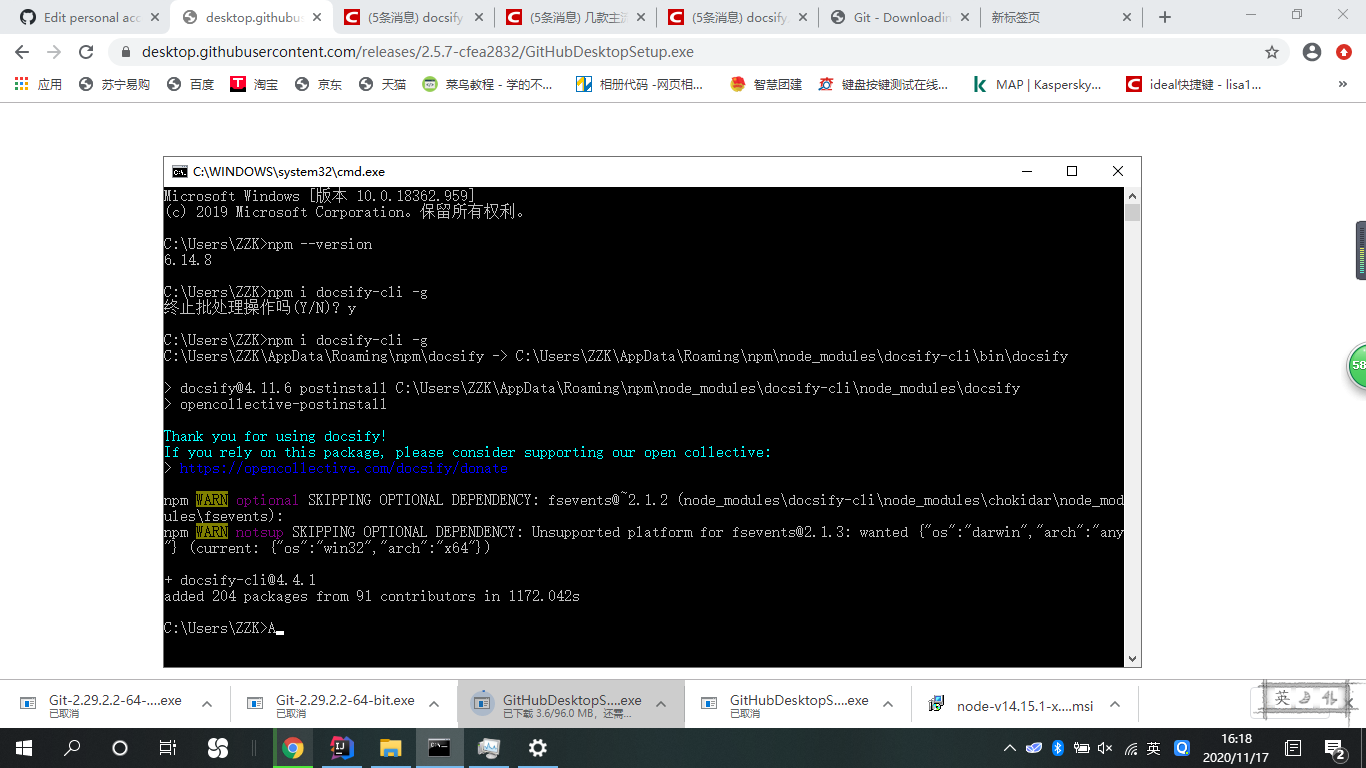 Edit personal acc
desktop.githubus
(5条消息) docsify
(5条消息) 几款主流
(5条消息) docsify.
Git - Downloadin
新标签页
desktop.githubusercontent.com/releases/2.5.7-cfea2832/GitHubDesktopSetup.exe
应用
苏宁易购
百度
淘宝
京东
天猫
菜鸟教程 - 学的不...
相册代码 -网页相...
智慧团建
键盘按键测试在线...
MAP | Kaspersky...
ideal快捷键 - lisa1...
»
C:\WINDOWS\system32\cmd.exe
Microsoft Windows [版本 10.0.18362.959]
(c) 2019 Microsoft Corporation。保留所有权利。
C:\Users\ZZK>npm --version
6.14.8
C:\Users\ZZK>npm i docsify-cli -g
终止批处理操作吗(Y/N)? y
C:\Users\ZZK>npm i docsify-cli -g
C:\Users\ZZK\AppData\Roaming\npm\docsify -> C:\Users\ZZK\AppData\Roaming\npm\node_modules\docsify-cli\bin\docsify
> docsify@4.11.6 postinstall C:\Users\ZZK\AppData\Roaming\npm\node_modules\docsify-cli\node_modules\docsify
> opencollective-postinstall
Thank you for using docsify!
If you rely on this package, please consider supporting our open collective:
> https://opencollective.com/docsify/donate
npm WARN optional SKIPPING OPTIONAL DEPENDENCY: fsevents@~2.1.2 (node_modules\docsify-cli\node_modules\chokidar\node_mod
ules\fsevents):
npm WARN notsup SKIPPING OPTIONAL DEPENDENCY: Unsupported platform for fsevents@2.1.3: wanted {"os":"darwin","arch":"any
"} (current: {"os":"win32","arch":"x64"})
+ docsify-cli@4.4.1
added 204 packages from 91 contributors in 1172.042s
C:\Users\ZZK>A
58
Git-2.29.2.2-64-....exe
已取消
Git-2.29.2.2-64-bit.exe
已取消
GitHubDesktopS....exe
已下载 3.6/96.0 MB，还需...
GitHubDesktopS....exe
已取消
node-v14.15.1-x....msi
英
英
16:18
2020/11/17
2